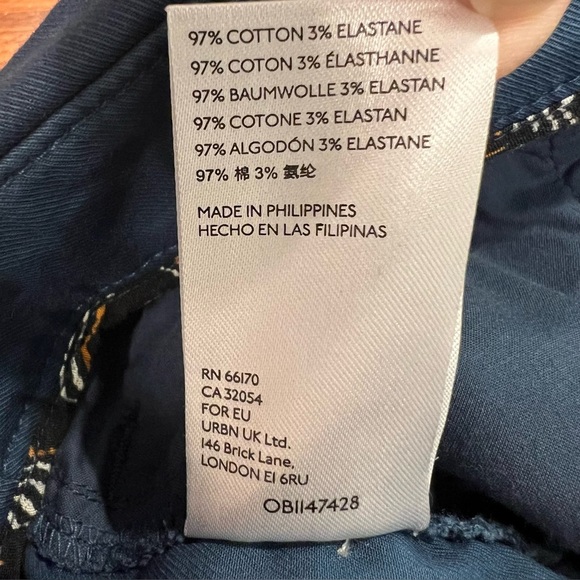 97% COTTON 3% ELASTANE
97% COTON 3% ÉLASTHANNE
97% BAUMWOLLE 3% ELASTAN
97% COTONE 3% ELASTAN
97% ALGODÓN 3% ELASTANE
97% 棉 3% 氨纶
MADE IN PHILIPPINES
HECHO EN LAS FILIPINAS
RN 66170
CA 32054
FOR EU
URBN UK Ltd.
146 Brick Lane,
LONDON E1 6RU
OB1147428